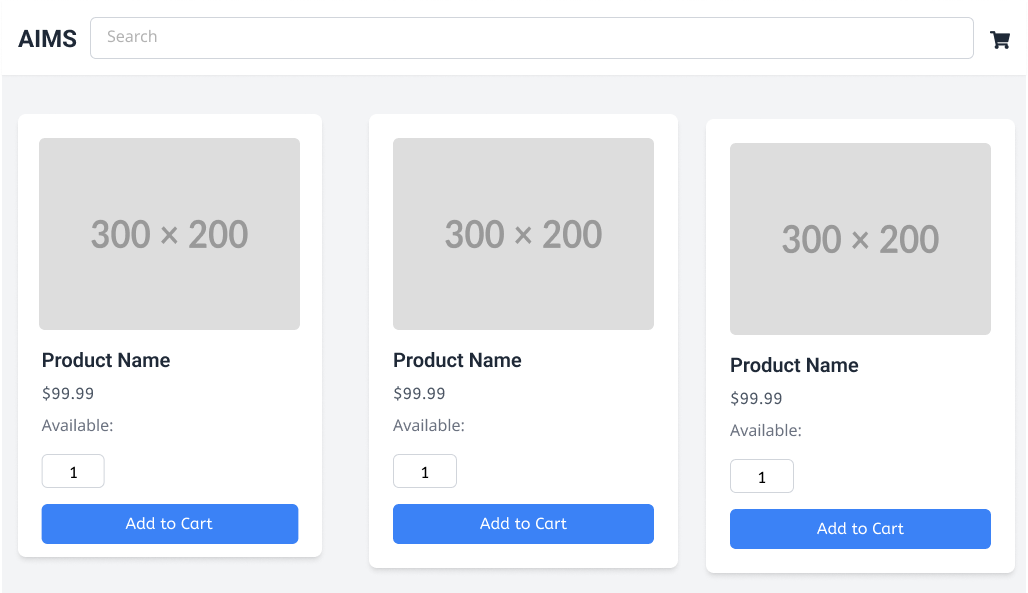 AIMS
Search
300 × 200
Product Name
$99.99
Available:
1
Add to Cart
300 × 200
Product Name
$99.99
Available:
1
Add to Cart
300 × 200
Product Name
$99.99
Available:
1
Add to Cart